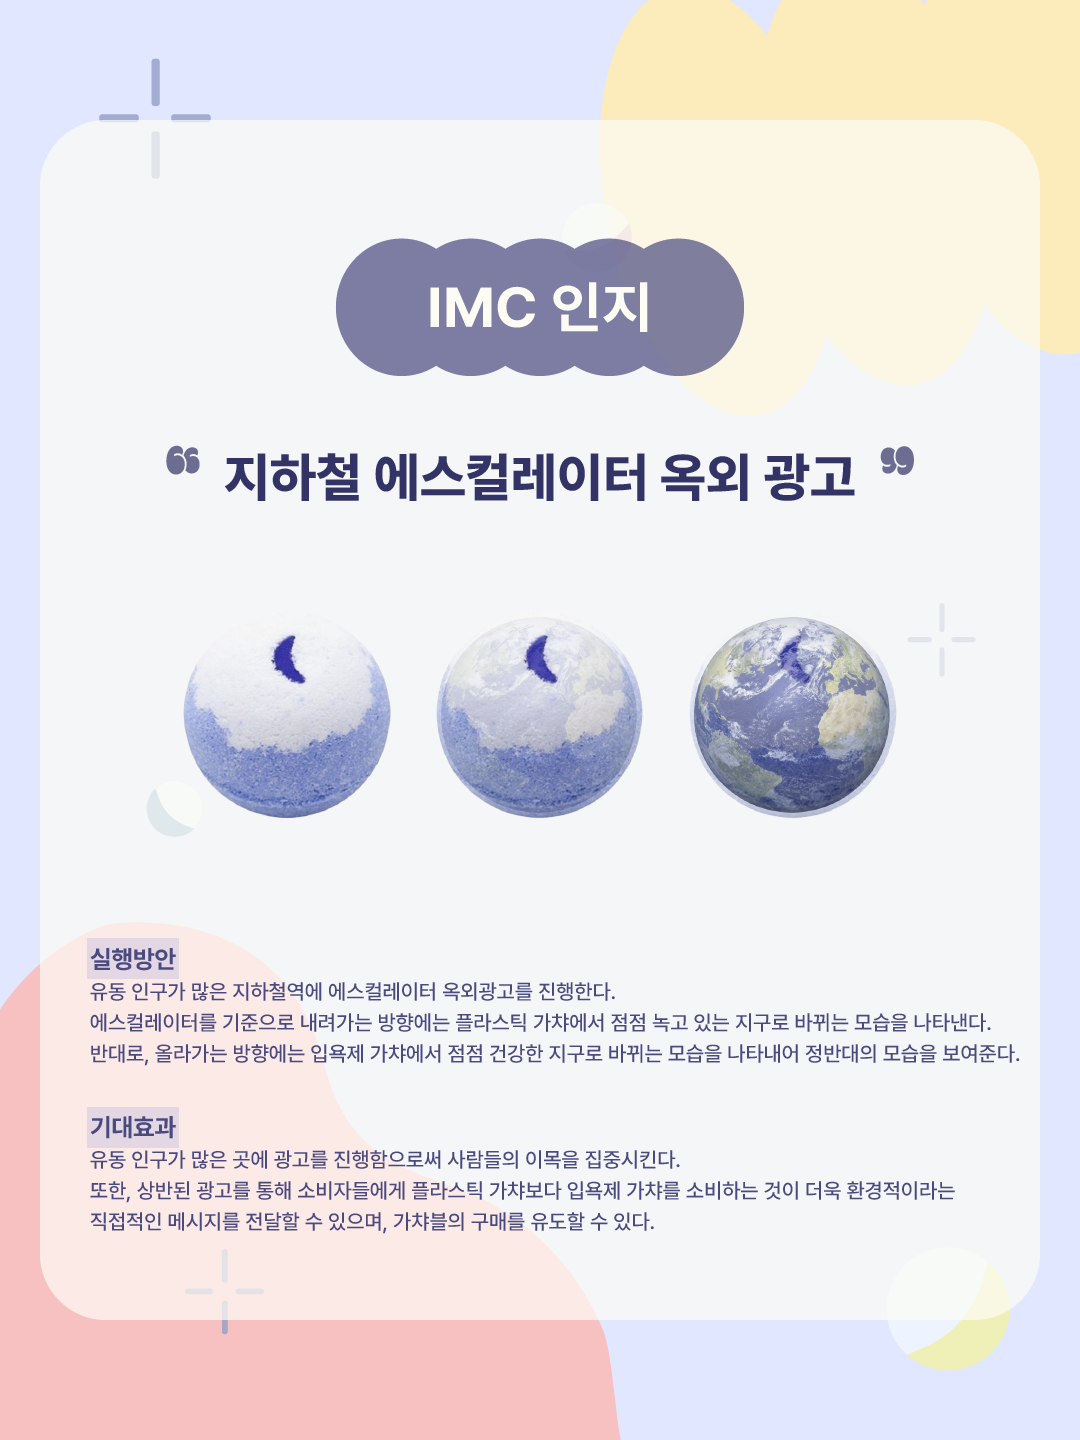 IMC 인지
❝ 지하철 에스컬레이터 옥외 광고 ❞
실행방안
유동 인구가 많은 지하철역에 에스컬레이터 옥외광고를 진행한다.
에스컬레이터를 기준으로 내려가는 방향에는 플라스틱 가챠에서 점점 녹고 있는 지구로 바뀌는 모습을 나타낸다.
반대로, 올라가는 방향에는 입욕제 가챠에서 점점 건강한 지구로 바뀌는 모습을 나타내어 정반대의 모습을 보여준다.
기대효과
유동 인구가 많은 곳에 광고를 진행함으로써 사람들의 이목을 집중시킨다.
또한, 상반된 광고를 통해 소비자들에게 플라스틱 가챠보다 입욕제 가챠를 소비하는 것이 더욱 환경적이라는
직접적인 메시지를 전달할 수 있으며, 가챠블의 구매를 유도할 수 있다.